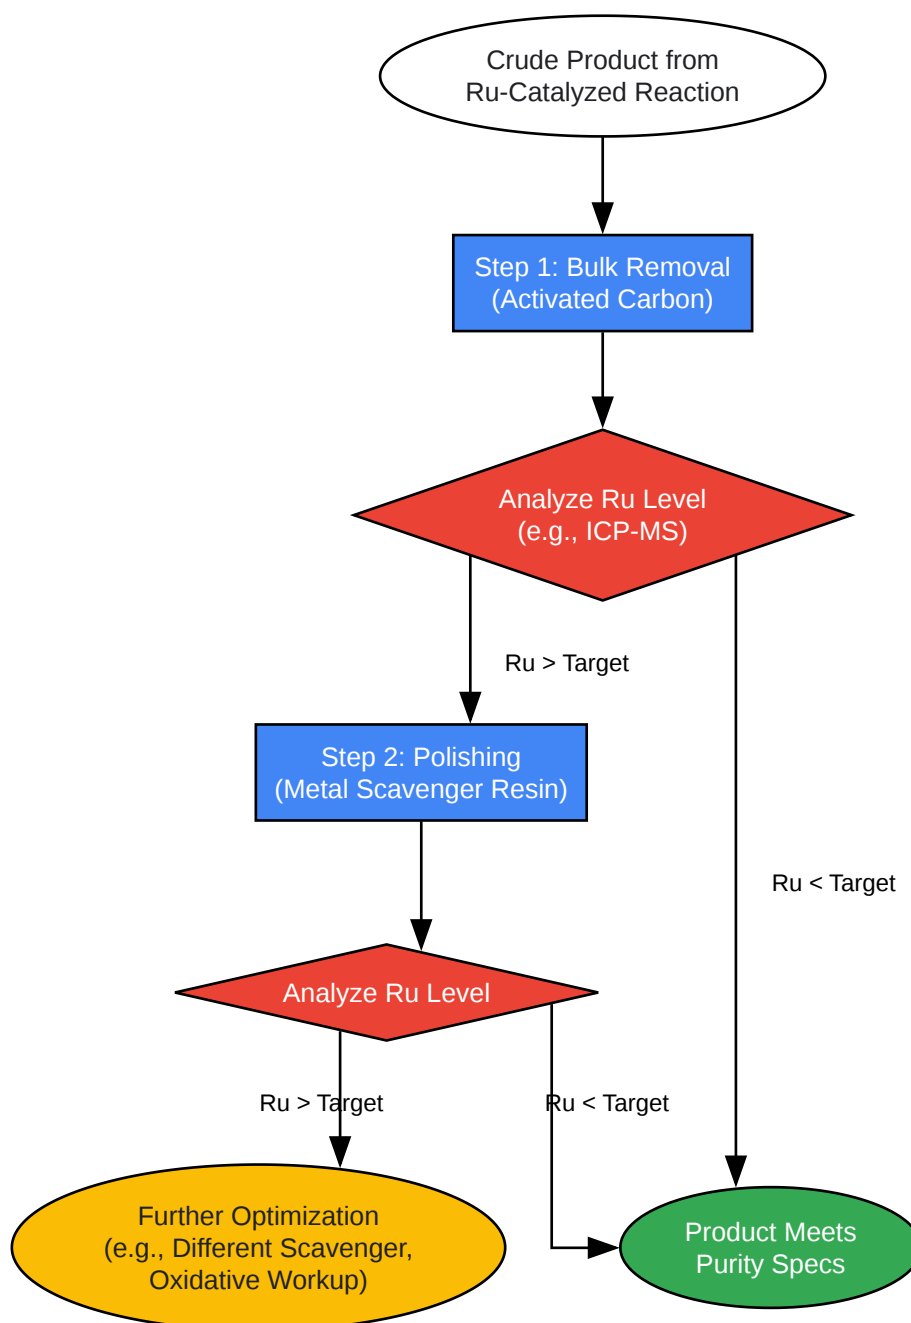 Crude Product from
Ru-Catalyzed Reaction
Step 1: Bulk Removal
(Activated Carbon)
Analyze Ru Level
(e.g., ICP-MS)
Ru > Target
Step 2: Polishing
(Metal Scavenger Resin)
Ru < Target
Analyze Ru Level
Ru > Target
Ru < Target
Further Optimization
(e.g., Different Scavenger,
Oxidative Workup)
Product Meets
Purity Specs